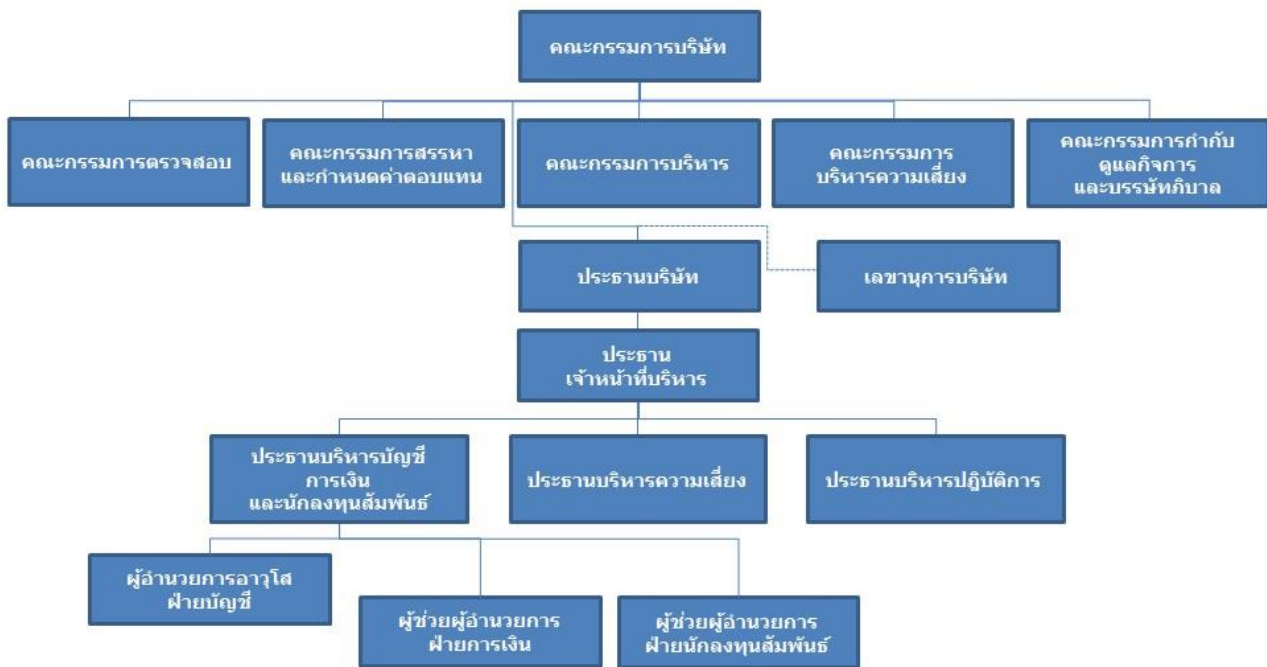 คณะกรรมการบริษัท
คณะกรรมการตรวจสอบ
คณะกรรมการสรรหา
และกำหนดค่าตอบแทน
คณะกรรมการบริหาร
คณะกรรมการ
บริหารความเสี่ยง
คณะกรรมการกำกับ
ดูแลกิจการ
และบรรษัทภิบาล
ประธานบริษัท
เลขานุการบริษัท
ประธาน
เจ้าหน้าที่บริหาร
ประธานบริหารบัญชี
การเงิน
และนักลงทุนสัมพันธ์
ประธานบริหารความเสี่ยง
ประธานบริหารปฏิบัติการ
ผู้อำนวยการอาวุโส
ฝ่ายบัญชี
ผู้ช่วยผู้อำนวยการ
ฝ่ายการเงิน
ผู้ช่วยผู้อำนวยการ
ฝ่ายนักลงทุนสัมพันธ์